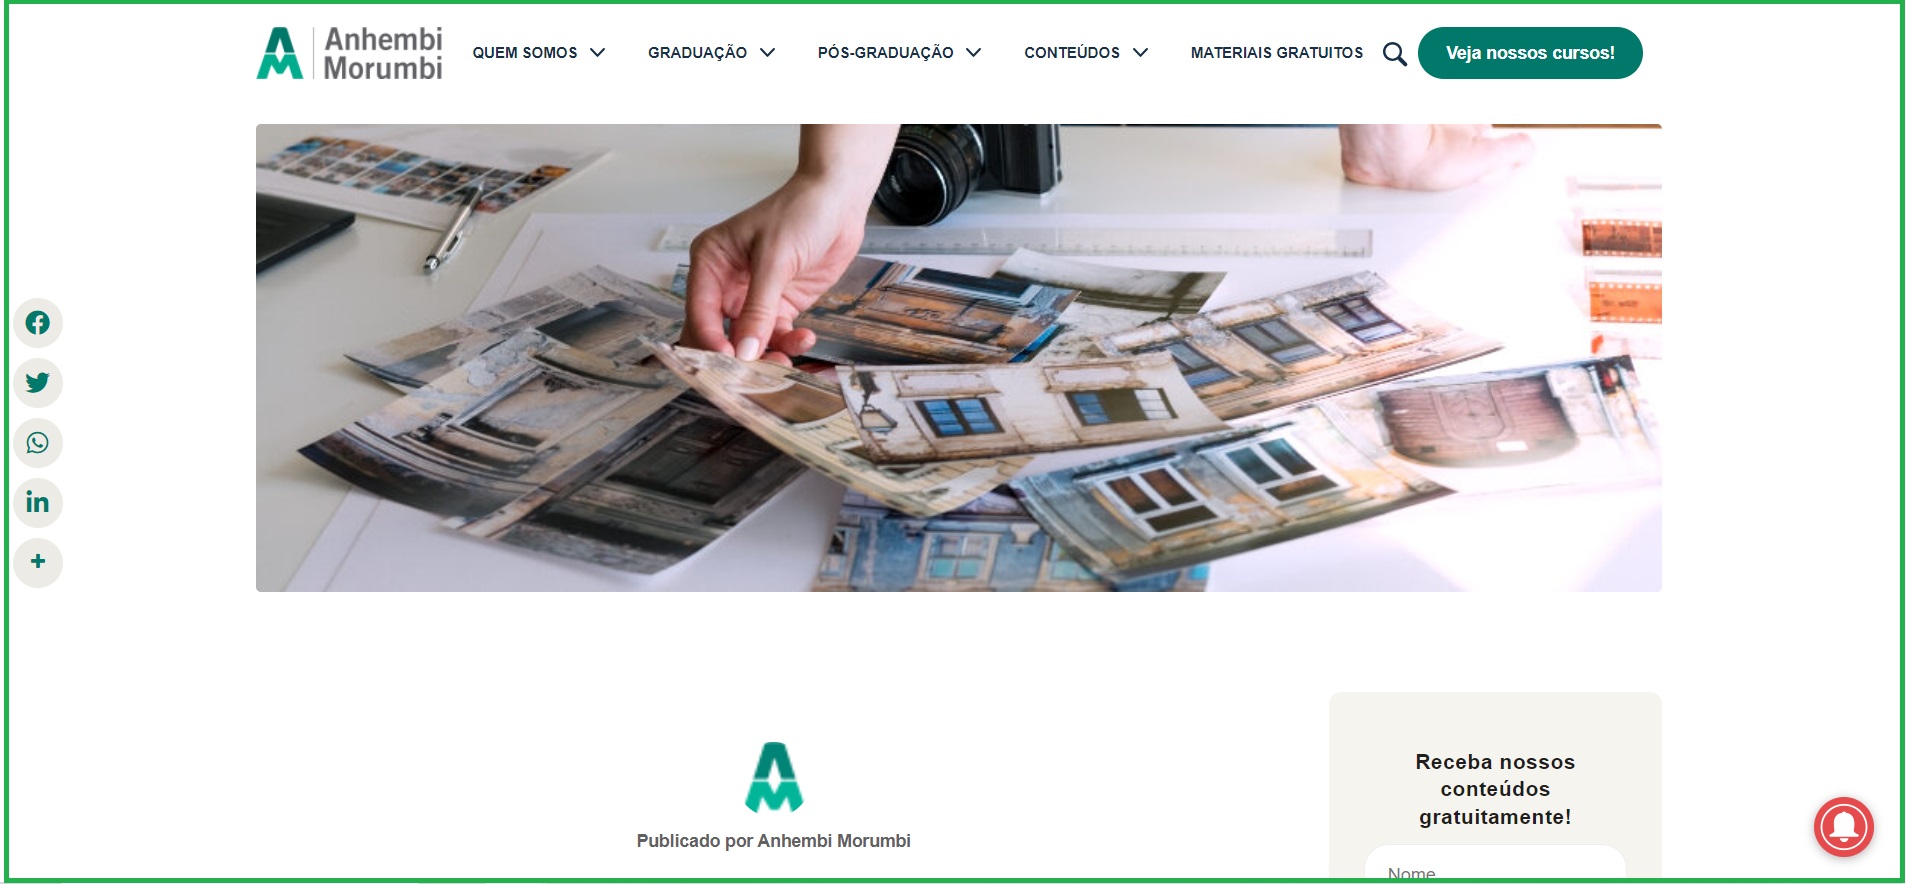 Anhembi
Morumbi
QUEM SOMOS
GRADUAÇÃO
PÓS-GRADUAÇÃO
CONTEÚDOS
MATERIAIS GRATUITOS
Veja nossos cursos!
Publicado por Anhembi Morumbi
Receba nossos
conteúdos
gratuitamente!
Nome